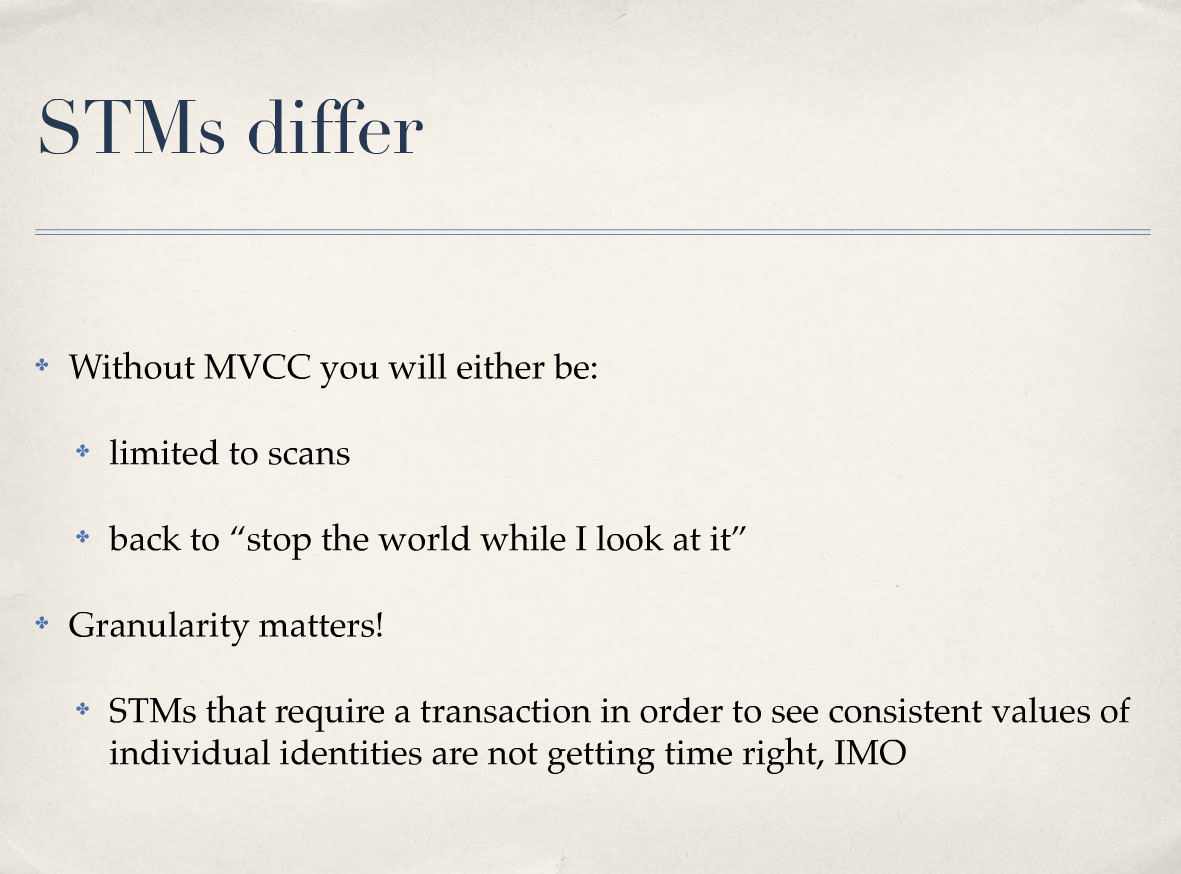 STMs differ
Without MVCC you will either be:
limited to scans
back to “stop the world while I look at it”
Granularity matters!
STMs that require a transaction in order to see consistent values of
individual identities are not getting time right, IMO